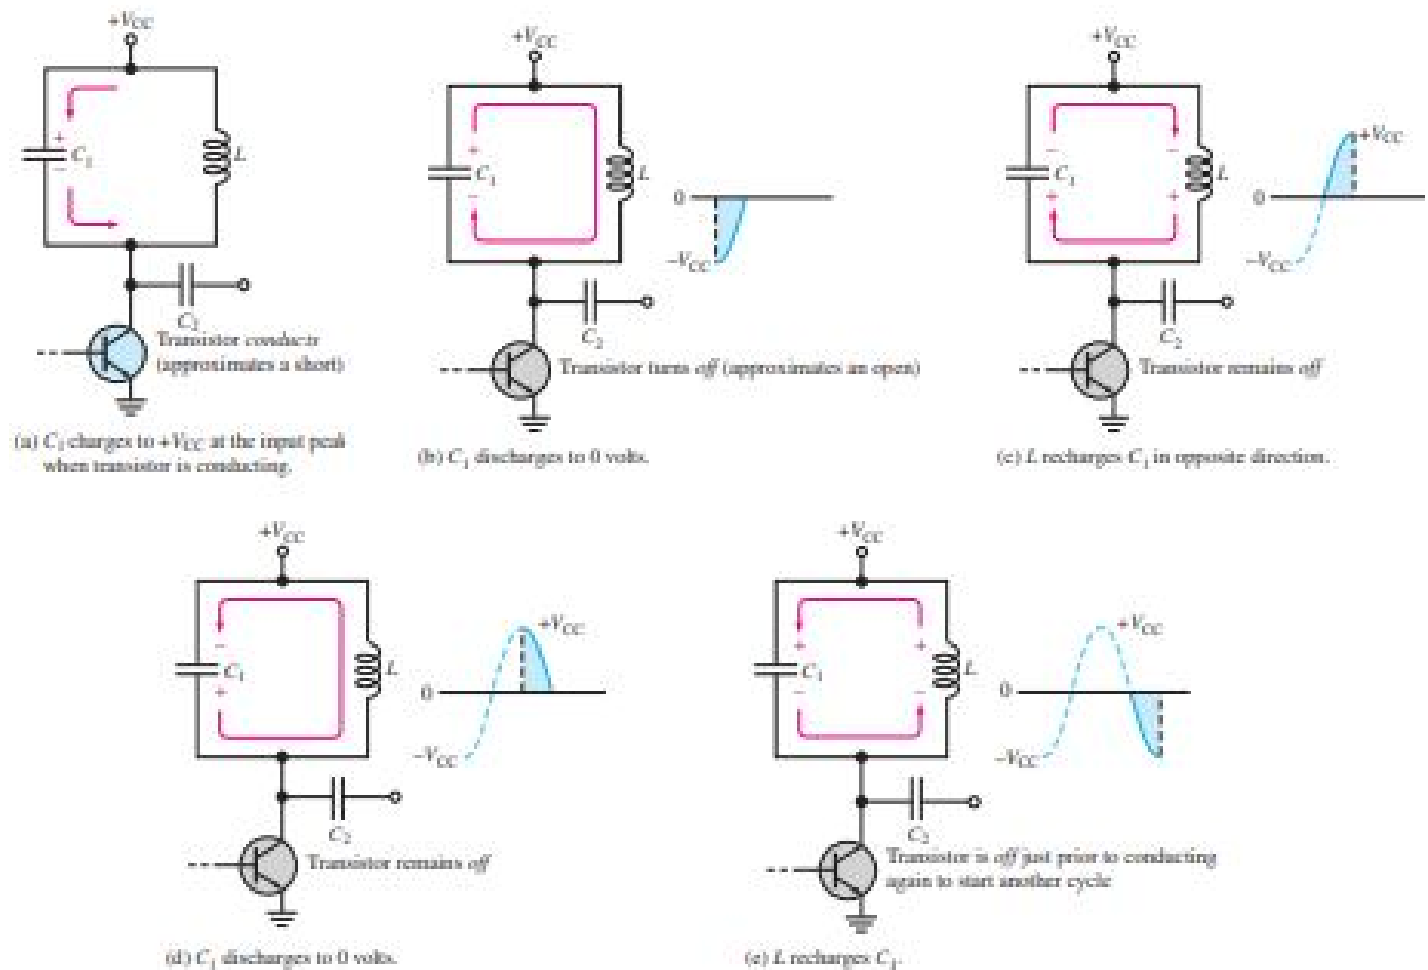 +VCC
+
C1
−
L
C2
Transistor conducts
(approximates a short)
(a) C1 charges to +VCC at the input peak
when transistor is conducting.
+VCC
+
C1
−
L
0
−VCC
C2
Transistor turns off (approximates an open)
(b) C1 discharges to 0 volts.
+VCC
− −
C1
+ +
L
+VCC
0
−VCC
C2
Transistor remains off
(c) L recharges C1 in opposite direction.
+VCC
−
C1
+
L
+VCC
0
−VCC
C2
Transistor remains off
(d) C1 discharges to 0 volts.
+VCC
+ +
C1
− −
L
+VCC
0
−VCC
C2
Transistor is off just prior to conducting
again to start another cycle
(e) L recharges C1.